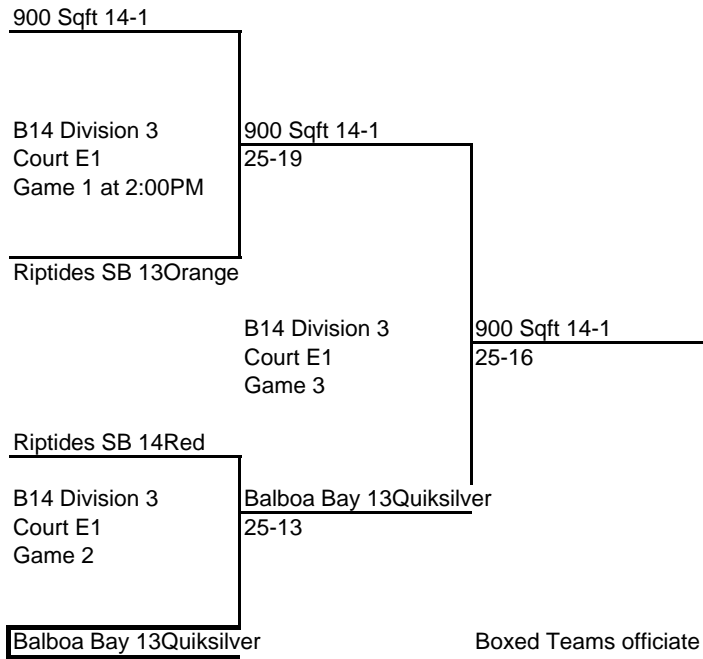 900 Sqft 14-1
B14 Division 3
Court E1
Game 1 at 2:00PM
900 Sqft 14-1
25-19
Riptides SB 13Orange
B14 Division 3
Court E1
Game 3
900 Sqft 14-1
25-16
Riptides SB 14Red
B14 Division 3
Court E1
Game 2
Balboa Bay 13Quiksilver
25-13
Balboa Bay 13Quiksilver
Boxed Teams officiate